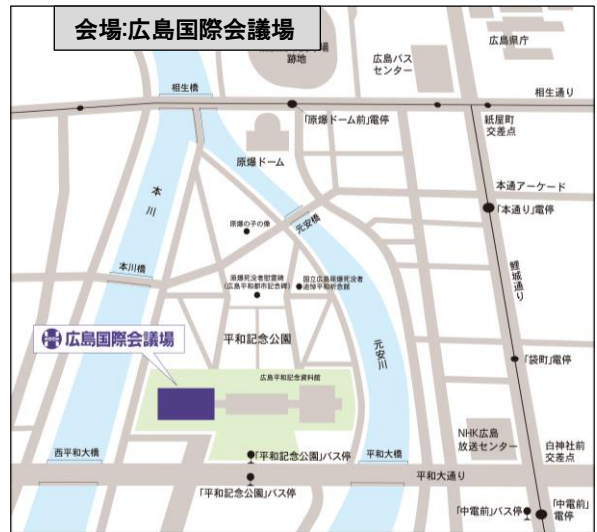 会場:広島国際会議場
跡地
広島バス
センター
広島県庁
相生橋
相生通り
「原爆ドーム前」電停
紙屋町
交差点
原爆ドーム
本通アーケード
本川
原爆の子の像
元安橋
「本通り」電停
本川橋
原爆死没者慰霊碑
(広島平和都市記念碑)
国立広島原爆死没者
追悼平和祈念館
鯉城通り
広島国際会議場
平和記念公園
元安川
「袋町」電停
広島平和記念資料館
NHK広島
放送センター
白神社前
交差点
西平和大橋
「平和記念公園」バス停
平和大橋
平和大通り
「平和記念公園」バス停
「中電前」バス停
「中電前」
電停